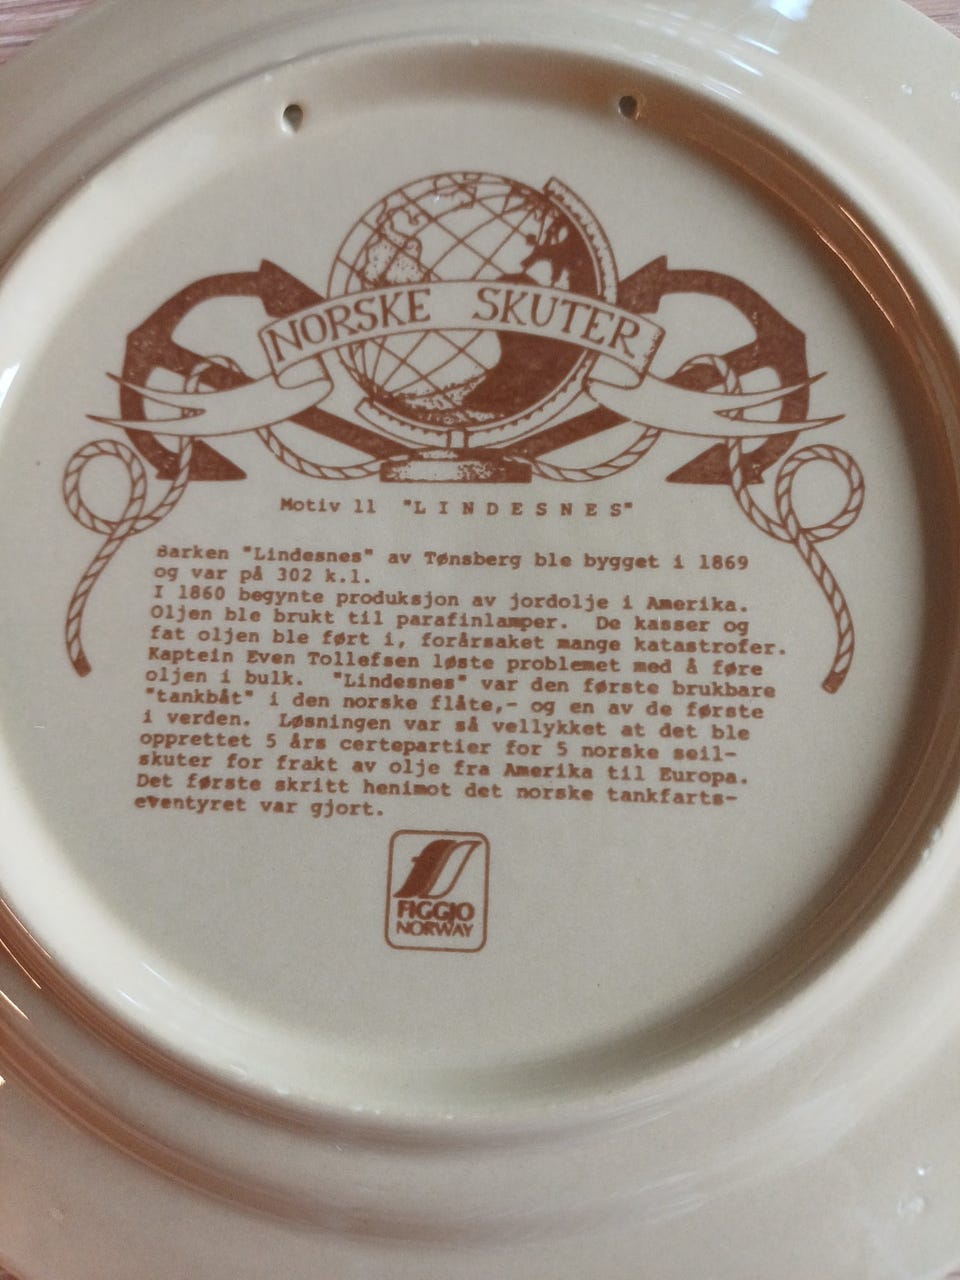 NORSKE SKUTER
Motiv 11 "LINDESNES"
Barken "Lindesnes" av Tønsberg ble bygget i 1869
og var på 302 k.l.
I 1860 begynte produksjon av jordolje i Amerika.
Oljen ble brukt til parafinlamper. De kasser og
fat oljen ble ført i, forårsaket mange katastrofer.
Kaptein Even Tollefsen løste problemet med å føre
oljen i bulk. "Lindesnes" var den første brukbare
"tankbåt" i den norske flåte,- og en av de første
i verden. Løsningen var så vellykket at det ble
opprettet 5 års certepartier for 5 norske seil-
skuter for frakt av olje fra Amerika til Europa.
Det første skritt henimot det norske tankfarts-
eventyret var gjort.
FIGGJO
NORWAY